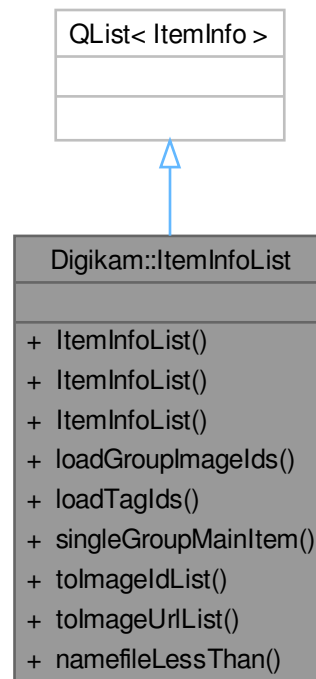 QList< ItemInfo >
Digikam::ItemInfoList
+ ItemInfoList()
+ ItemInfoList()
+ ItemInfoList()
+ loadGroupImageIds()
+ loadTagIds()
+ singleGroupMainItem()
+ toImageIdList()
+ toImageUrlList()
+ namefileLessThan()